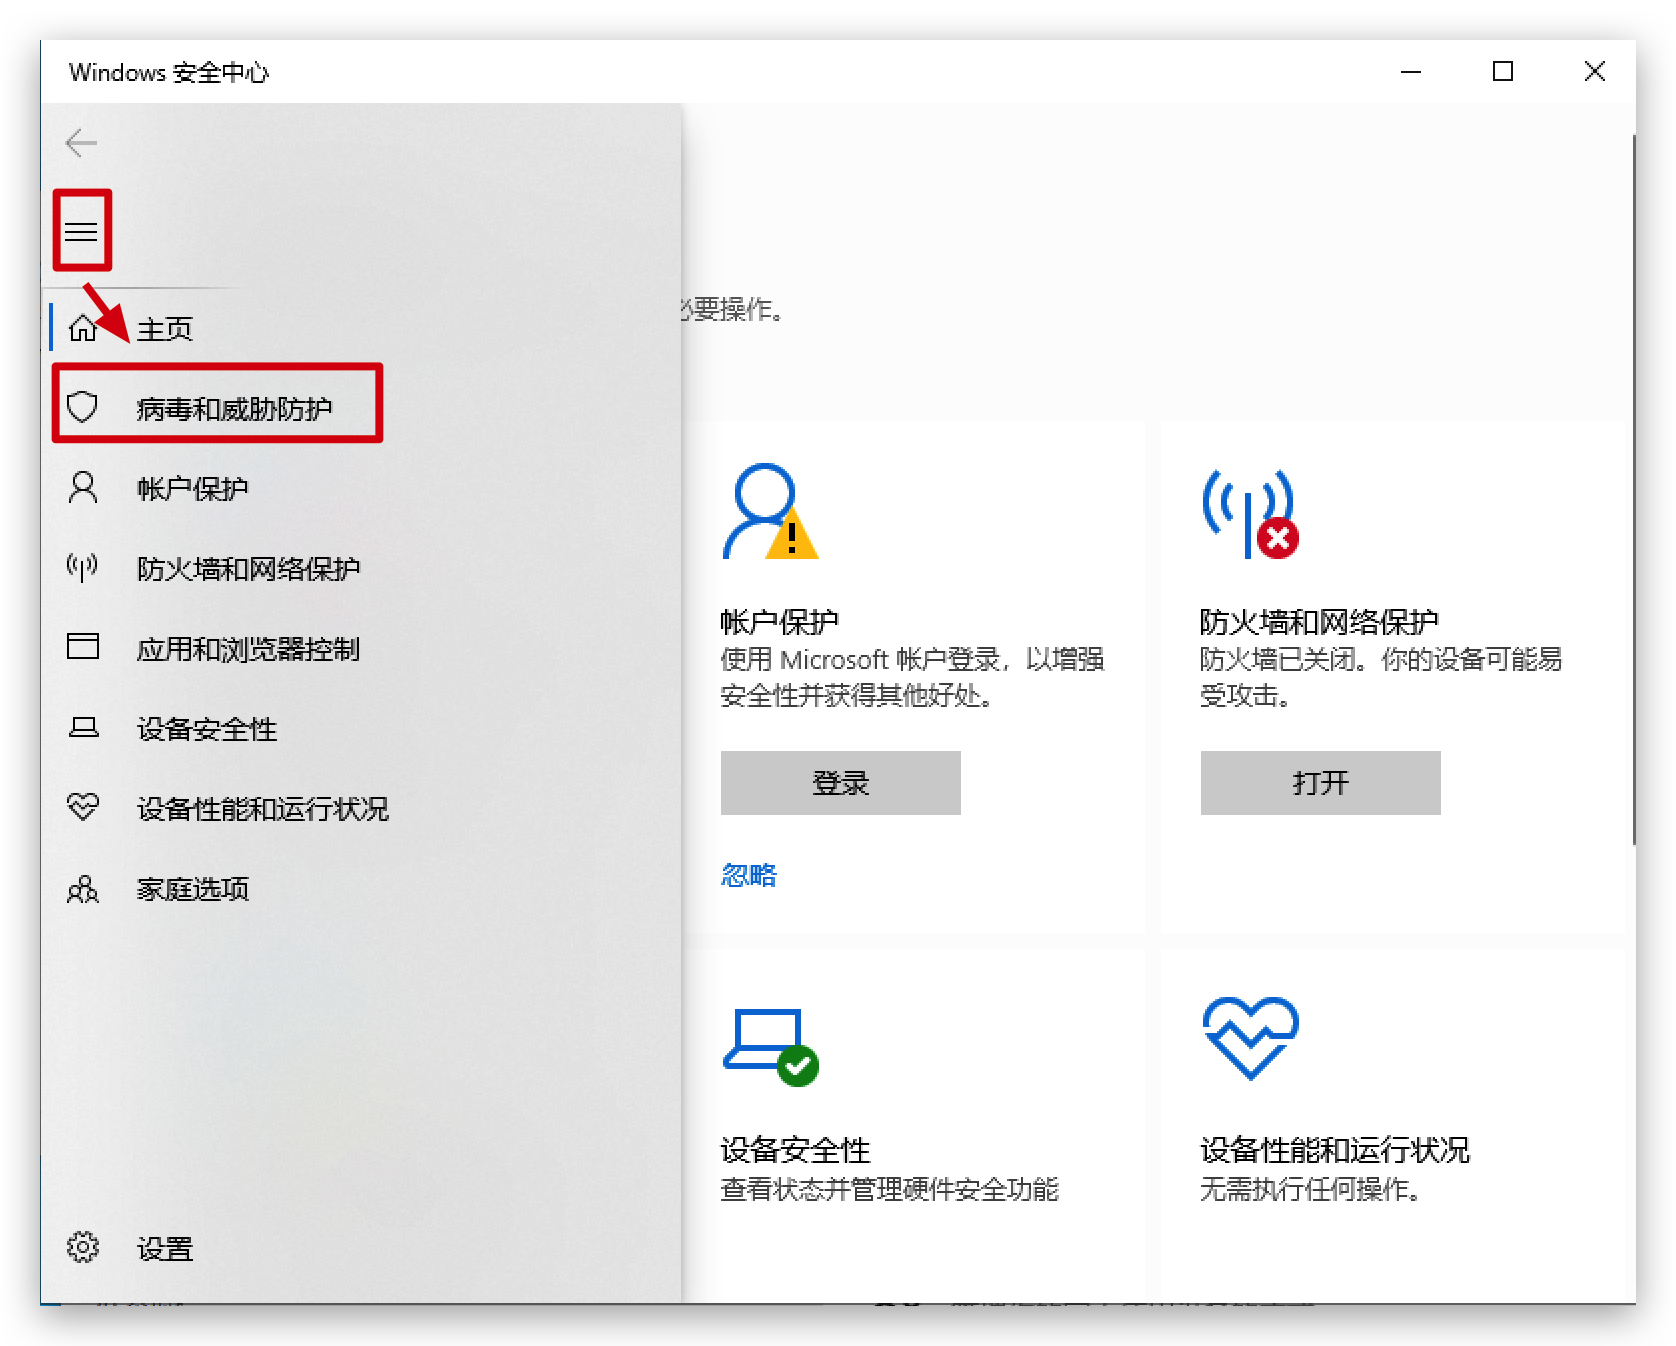 Windows 安全中心
主页
病毒和威胁防护
帐户保护
防火墙和网络保护
应用和浏览器控制
设备安全性
设备性能和运行状况
家庭选项
设置
必要操作。
帐户保护
使用 Microsoft 帐户登录，以增强
安全性并获得其他好处。
登录
忽略
防火墙和网络保护
防火墙已关闭。你的设备可能易
受攻击。
打开
设备安全性
查看状态并管理硬件安全功能
设备性能和运行状况
无需执行任何操作。